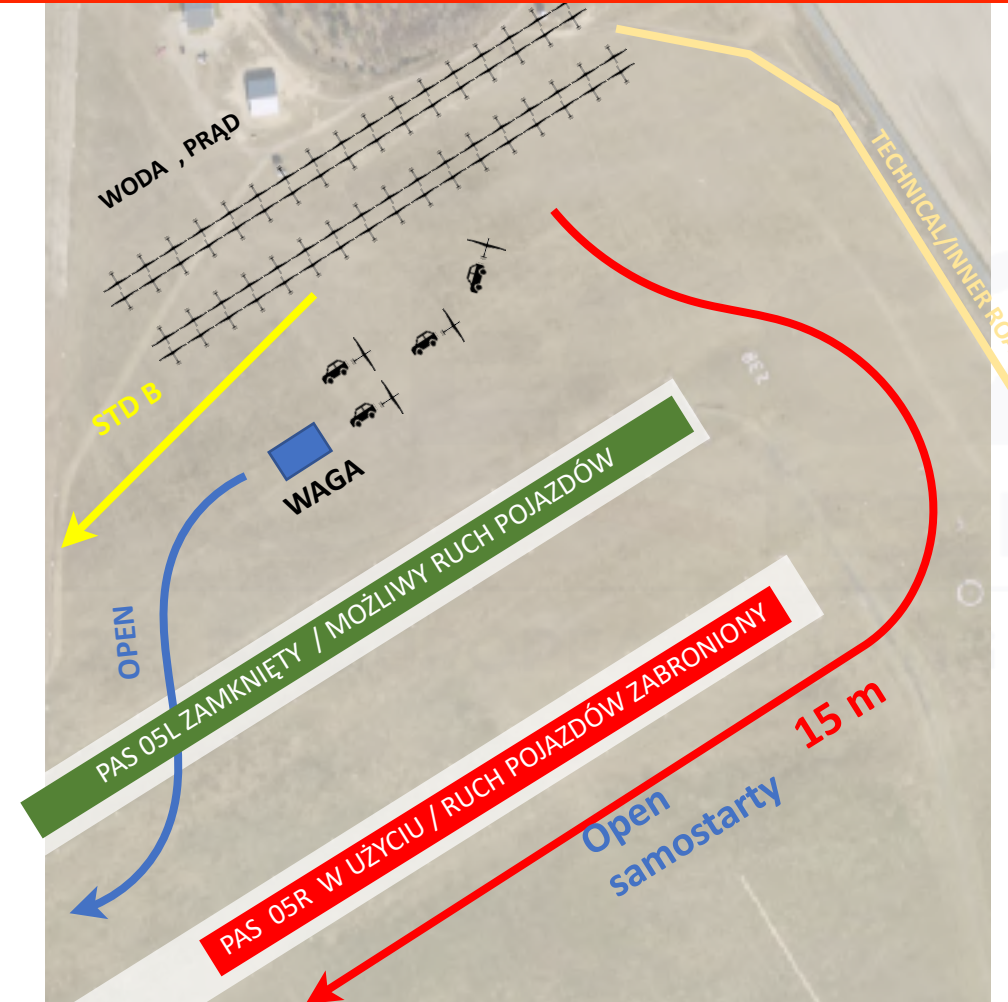 WODA , PRĄD
TECHNICAL/INNER
STD B
WAGA
OPEN
PAS 05L ZAMKNIĘTY / MOŻLIWY RUCH POJAZDÓW
PAS 05R W UŻYCIU / RUCH POJAZDÓW ZABRONIONY
15 m
Open
samostarty